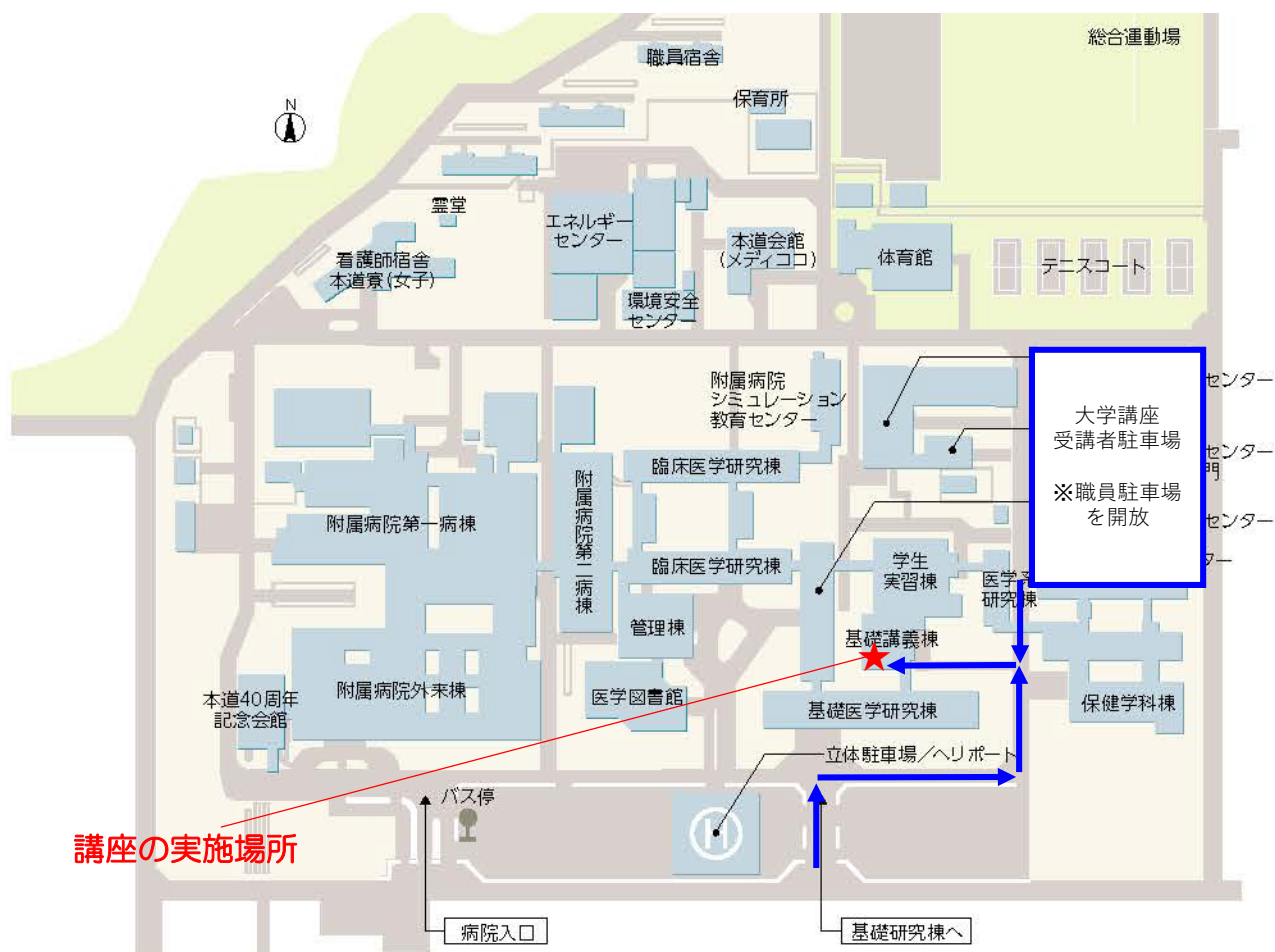 総合運動場
職員宿舎
保育所
N
霊堂
エネルギー
センター
本道会館
(メディココ)
体育館
テニスコート
看護師宿舎
本道寮(女子)
環境安全
センター
附属病院
シミュレーション
教育センター
センター
大学講座
受講者駐車場
※職員駐車場
を開放
センター
門
センター
ター
臨床医学研究棟
附属病院第一病棟
附属病院第二病棟
臨床医学研究棟
学生
実習棟
医学系
研究棟
管理棟
基礎講義棟
本道40周年
記念会館
附属病院外来棟
医学図書館
基礎医学研究棟
保健学科棟
立体駐車場/ヘリポート
バス停
H
講座の実施場所
病院入口
基礎研究棟へ